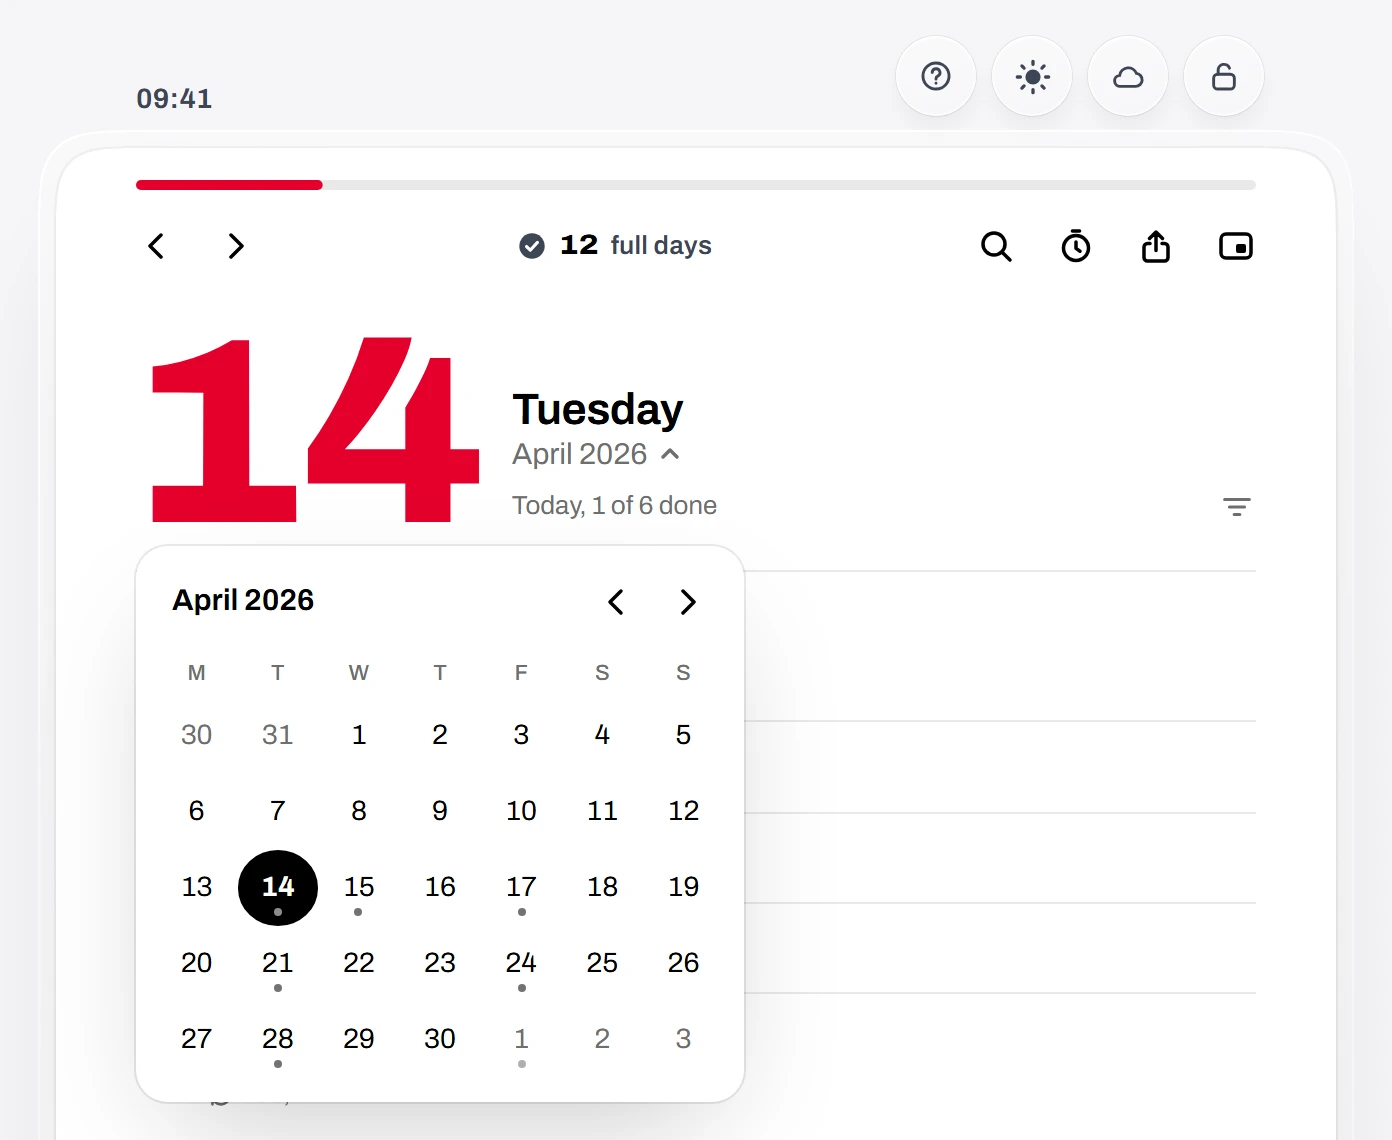 09:41
12 full days
14
Tuesday
April 2026
Today, 1 of 6 done
April 2026
M T W T F S S
30 31 1 2 3 4 5
6 7 8 9 10 11 12
13 14 15 16 17 18 19
20 21 22 23 24 25 26
27 28 29 30 1 2 3